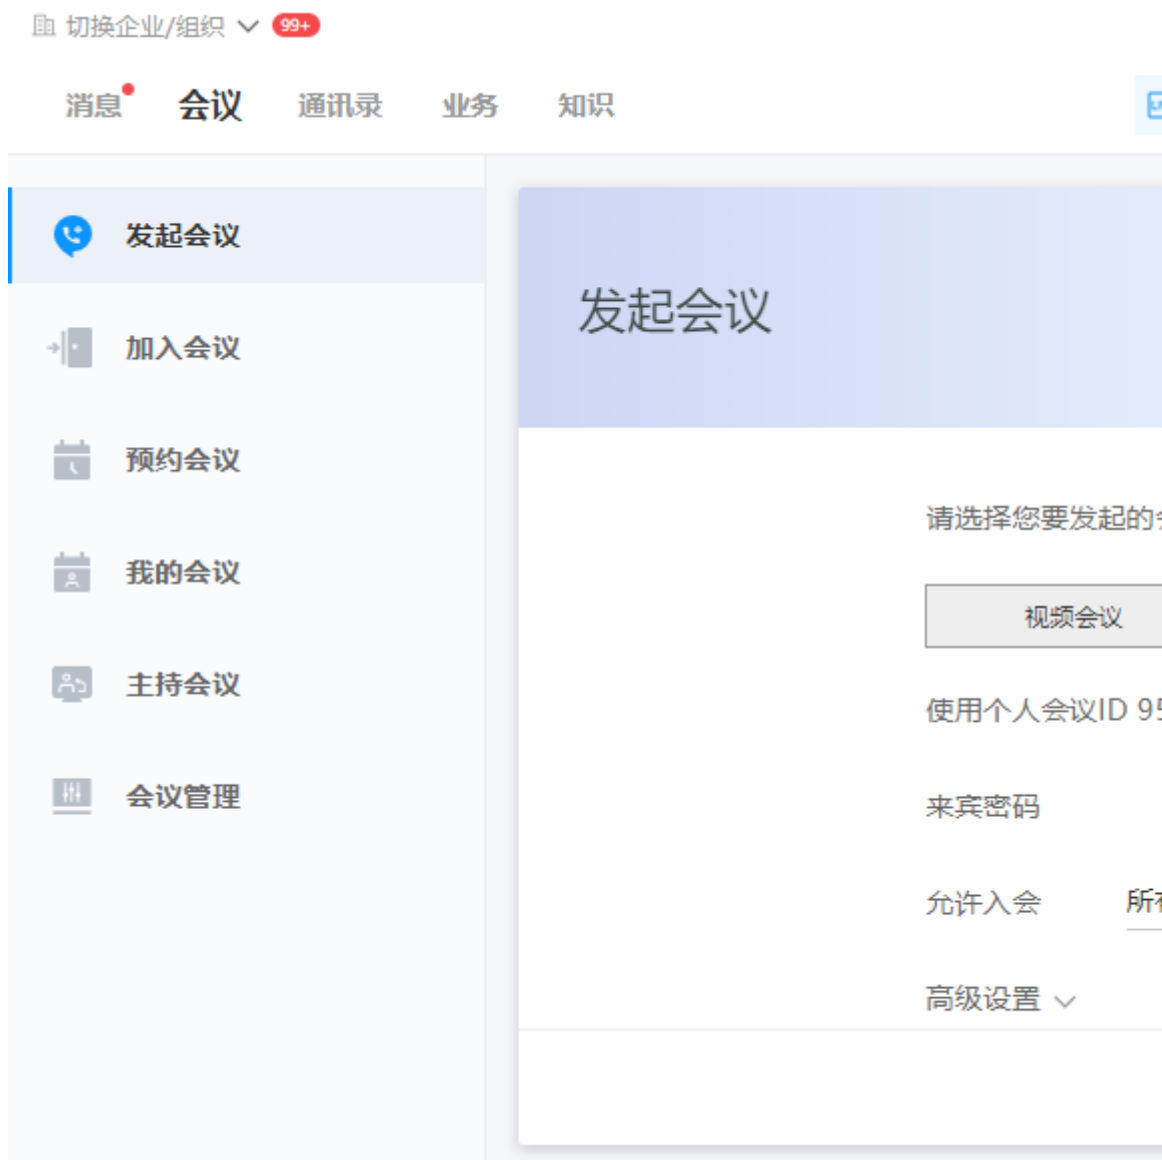 切换企业/组织 99+
消息 会议 通讯录 业务 知识
发起会议
加入会议
预约会议
我的会议
主持会议
会议管理
发起会议
请选择您要发起的
视频会议
使用个人会议ID 95
来宾密码
允许入会 所有
高级设置